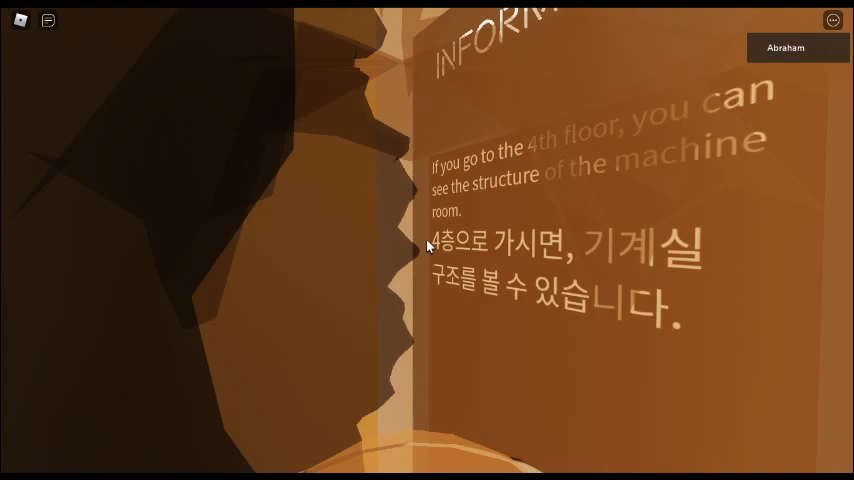 Abraham
INFORM
If you go to the 4th floor, you can
see the structure of the machine
room.
4층으로 가시면, 기계실
구조를 볼 수 있습니다.